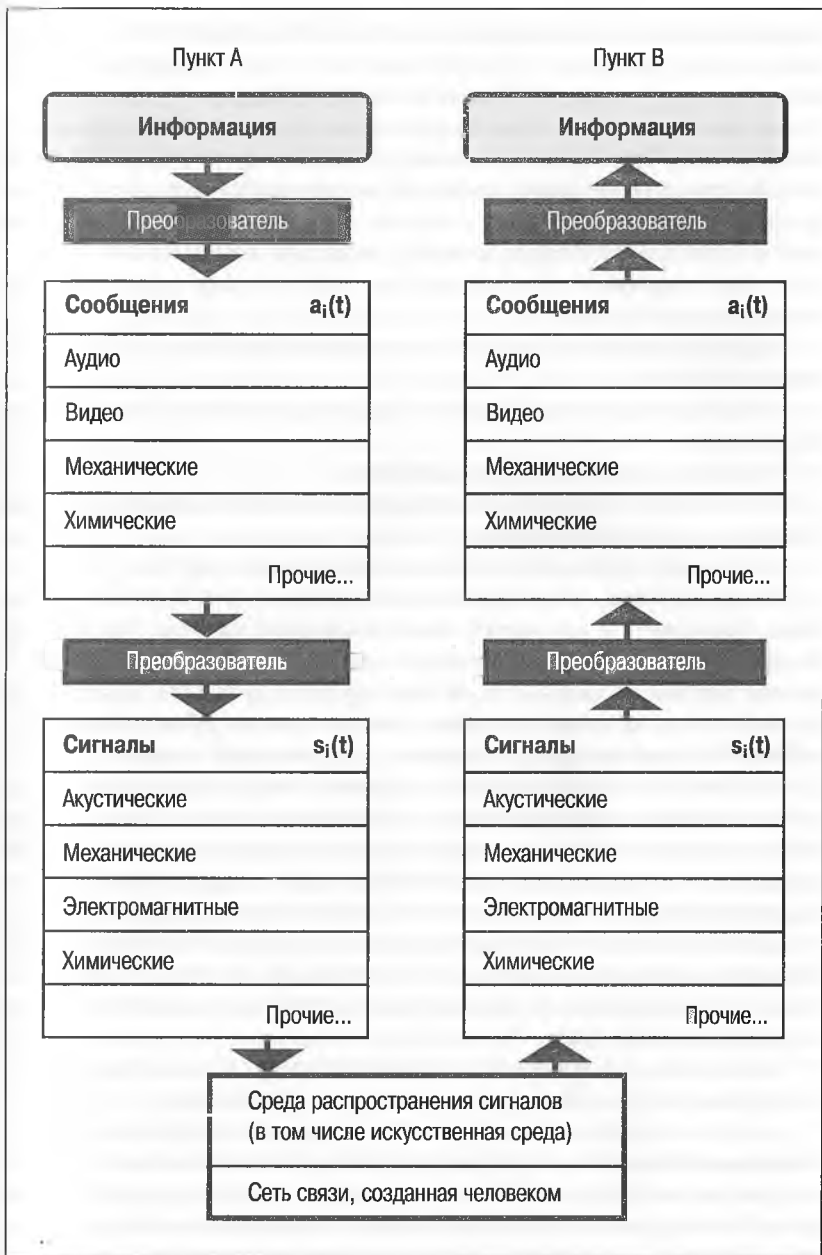 Пункт А
Информация
Преобразователь
Сообщения ai(t)
Аудио
Видео
Механические
Химические
Прочие...
Преобразователь
Сигналы si(t)
Акустические
Механические
Электромагнитные
Химические
Прочие...
Пункт В
Информация
Преобразователь
Сообщения ai(t)
Аудио
Видео
Механические
Химические
Прочие...
Преобразователь
Сигналы si(t)
Акустические
Механические
Электромагнитные
Химические
Прочие...
Среда распространения сигналов
(в том числе искусственная среда)
Сеть связи, созданная человеком